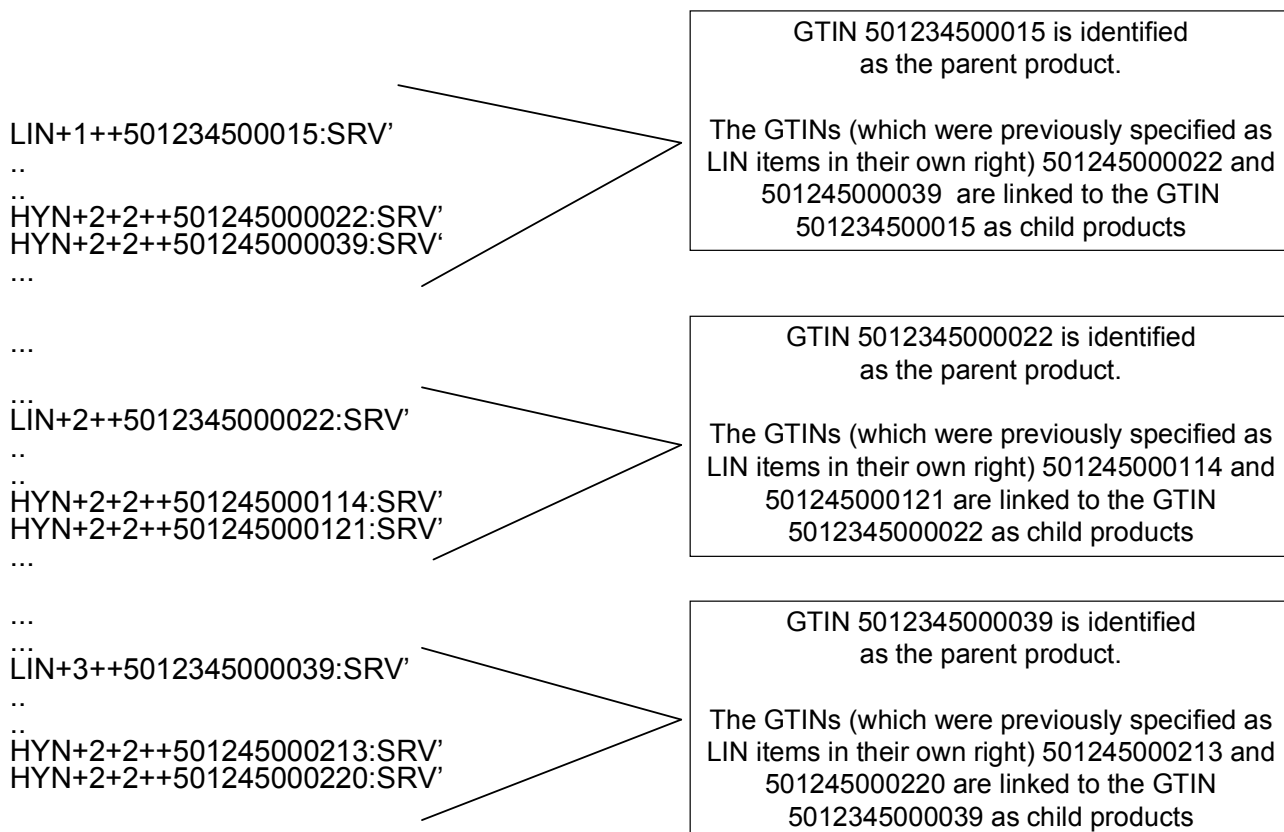 GTIN 501234500015 is identified
as the parent product.
The GTINs (which were previously specified as
LIN items in their own right) 501245000022 and
501245000039 are linked to the GTIN
501234500015 as child products
LIN+1++501234500015:SRV’
..
..
HYN+2+2++501245000022:SRV’
HYN+2+2++501245000039:SRV‘
...
...
...
LIN+2++5012345000022:SRV’
..
..
HYN+2+2++501245000114:SRV’
HYN+2+2++501245000121:SRV’
...
GTIN 5012345000022 is identified
as the parent product.
The GTINs (which were previously specified as
LIN items in their own right) 501245000114 and
501245000121 are linked to the GTIN
5012345000022 as child products
...
...
LIN+3++5012345000039:SRV’
..
..
HYN+2+2++501245000213:SRV’
HYN+2+2++501245000220:SRV’
GTIN 5012345000039 is identified
as the parent product.
The GTINs (which were previously specified as
LIN items in their own right) 501245000213 and
501245000220 are linked to the GTIN
5012345000039 as child products